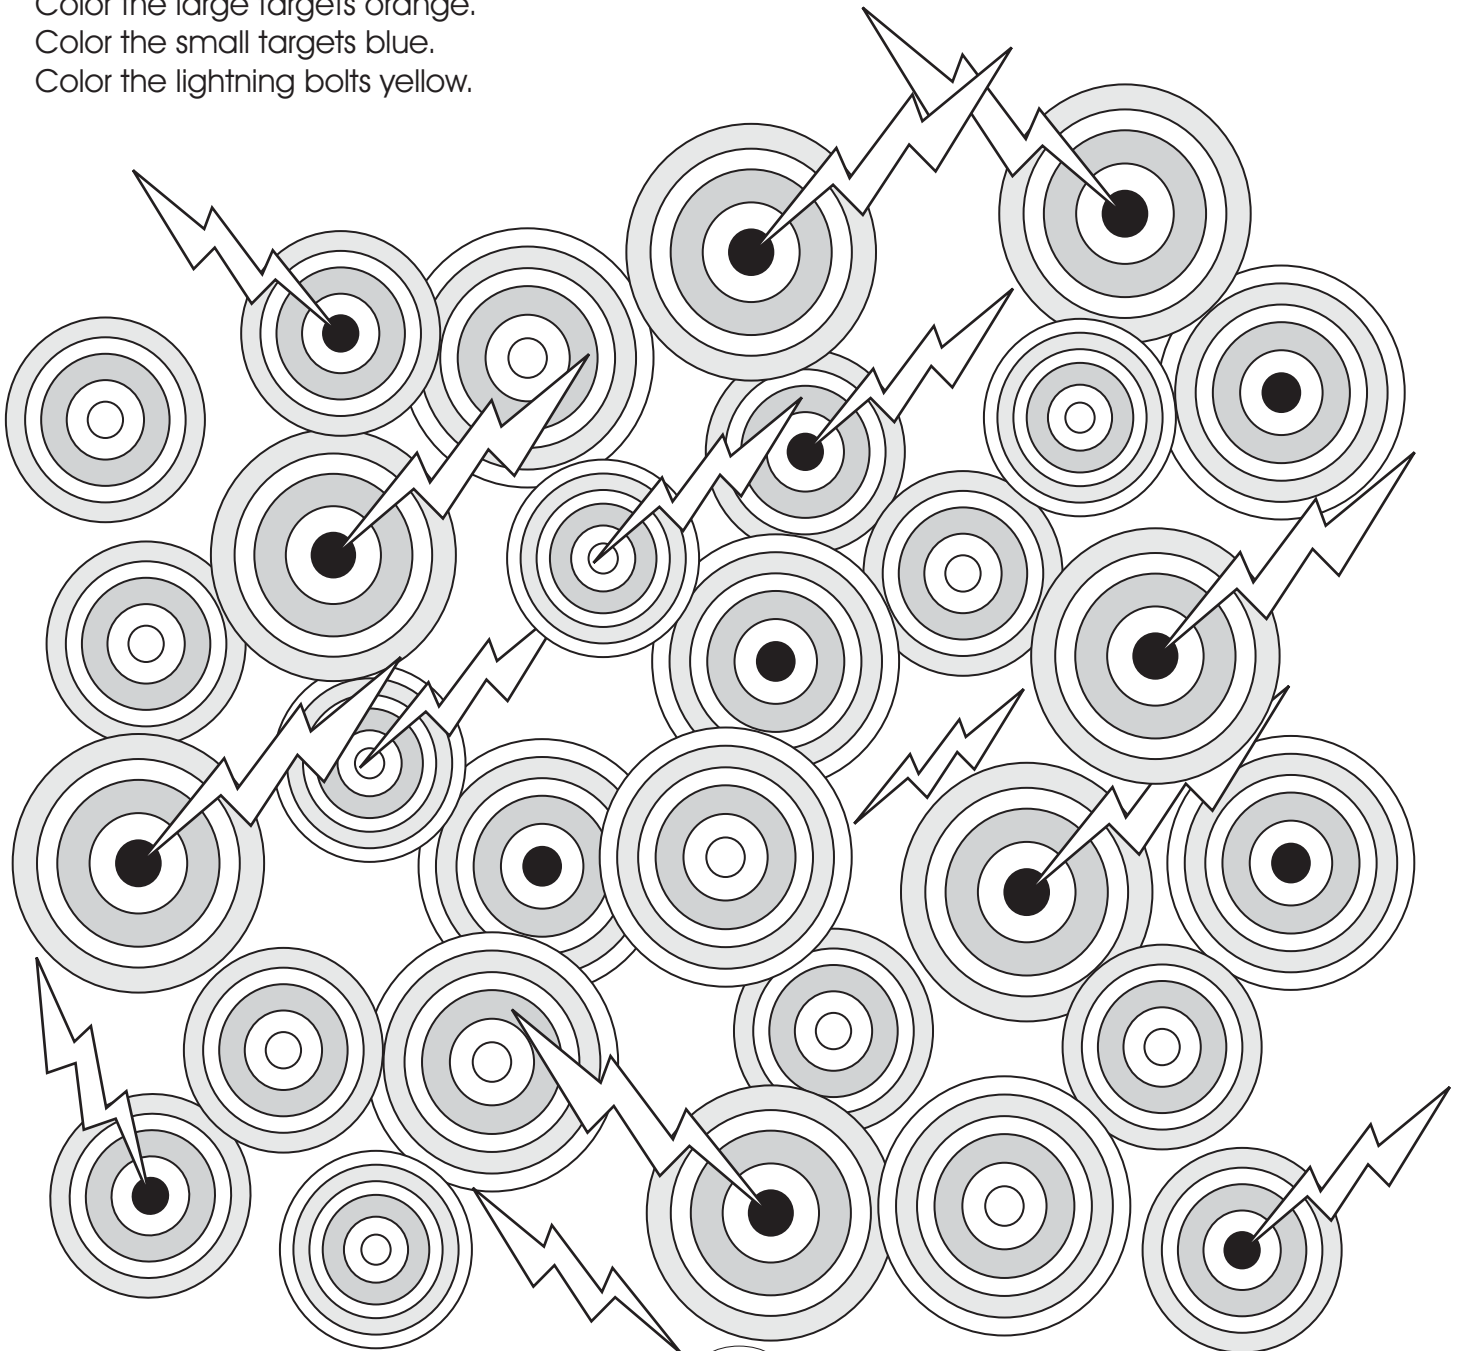 Color the large targets orange.
Color the small targets blue.
Color the lightning bolts yellow.